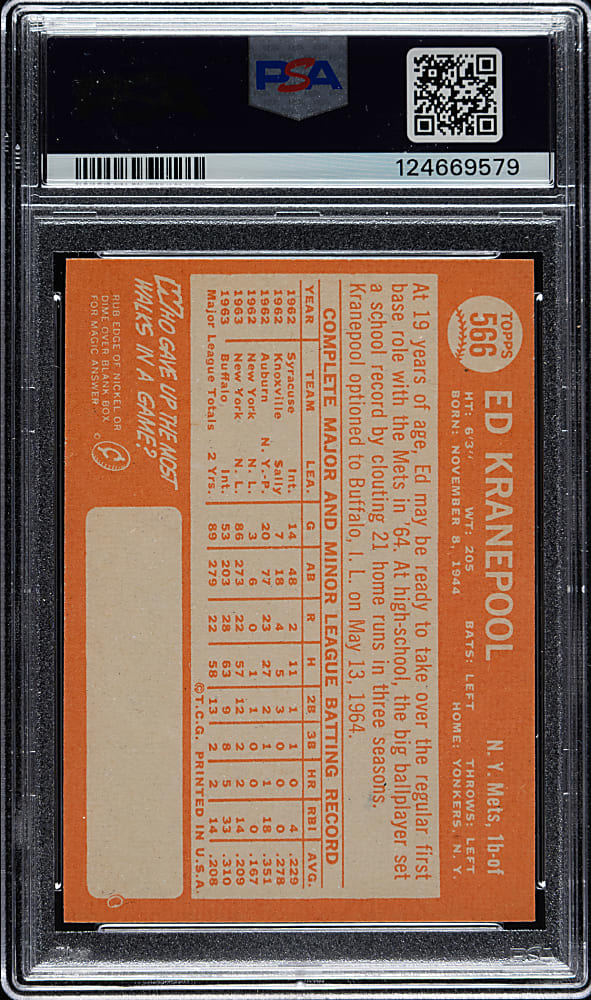 PSA
124669579
TOPPS
566
ED KRANEPOOL
N. Y. Mets, 1b-of
HT: 6'3" WT: 205 BATS: LEFT THROWS: LEFT
BORN: NOVEMBER 8, 1944 HOME: YONKERS, N. Y.
At 19 years of age, Ed may be ready to take over the regular first
base role with the Mets in '64. At high-school, the big ballplayer set
a school record by clouting 21 home runs in three seasons.
Kranepool optioned to Buffalo, I. L. on May 13, 1964.
COMPLETE MAJOR AND MINOR LEAGUE BATTING RECORD
YEAR TEAM LEA. G AB R H 2B 3B HR RBI AVG.
1962 Syracuse Int. 14 48 2 11 1 1 0 4 .229
1962 Knoxville Sally 7 18 4 5 3 0 0 0 .278
1962 Auburn N. Y.-P. 20 77 23 27 2 1 1 18 .351
1962 New York N. L. 3 6 0 1 1 0 0 0 .167
1963 New York N. L. 86 273 22 57 12 2 2 14 .209
1963 Buffalo Int. 53 203 28 63 9 8 5 33 .310
Major League Totals 2 Yrs. 89 279 22 58 13 2 2 14 .208
©T.C.G. PRINTED IN U.S.A.
WHO GAVE UP THE MOST
WALKS IN A GAME?
RUB EDGE OF NICKEL OR
DIME OVER BLANK BOX
FOR MAGIC ANSWER